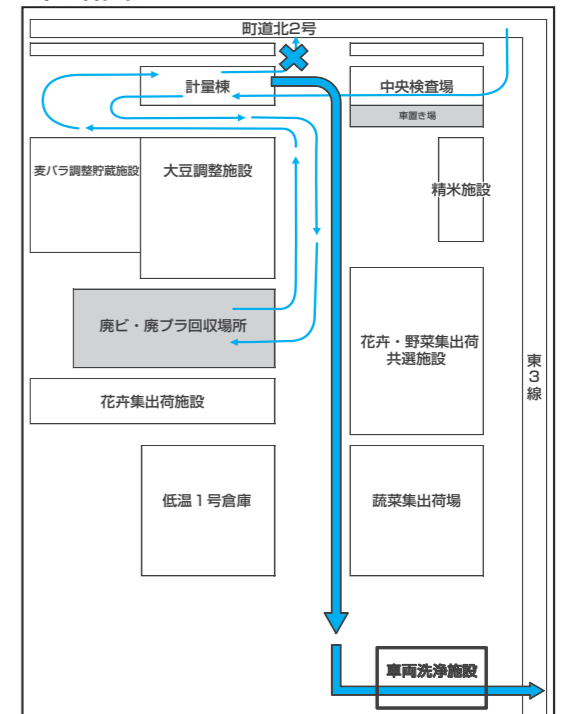 町道北2号
計量棟
中央検査場
車置き場
麦バラ調整貯蔵施設
大豆調整施設
精米施設
廃ビ・廃プラ回収場所
花卉・野菜集出荷
共選施設
東3線
花卉集出荷施設
低温1号倉庫
蔬菜集出荷場
車両洗浄施設